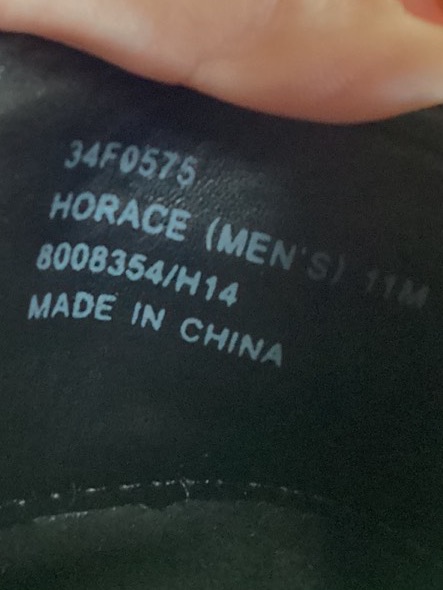 34F0575
HORACE (MEN'S) 11M
8008354/H14
MADE IN CHINA